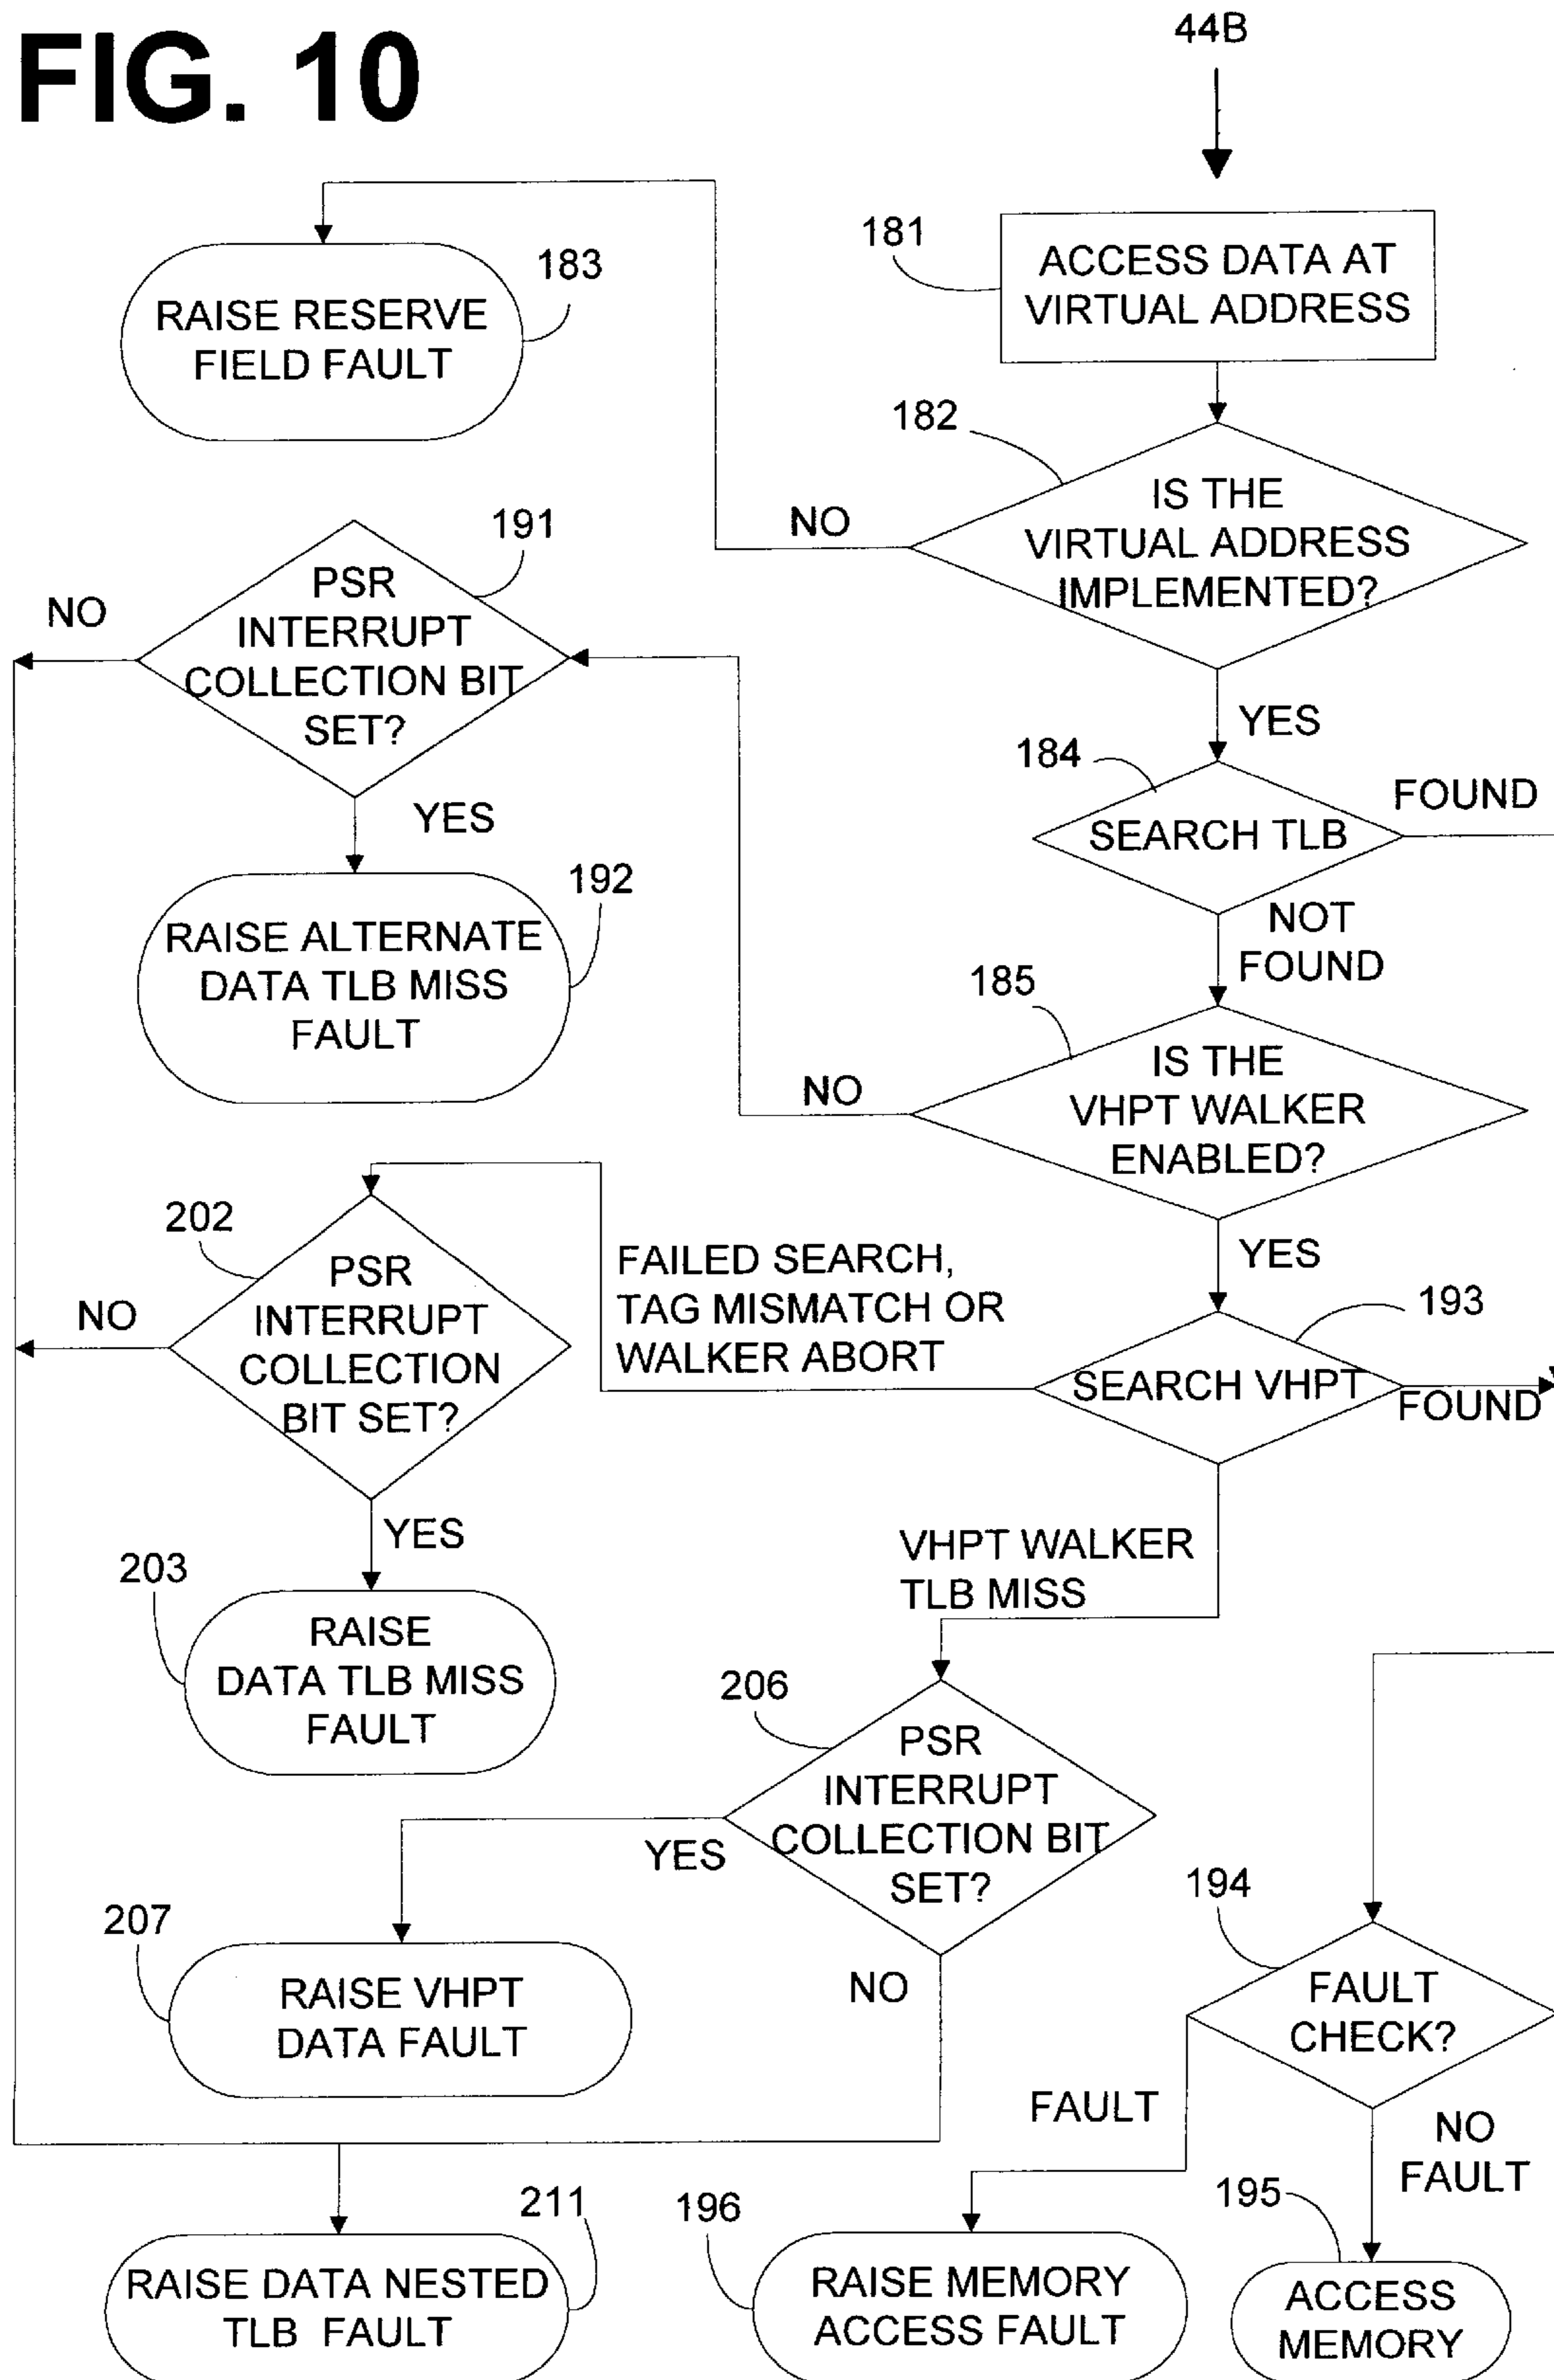 FIG. 10
44B
181
ACCESS DATA AT
VIRTUAL ADDRESS
183
RAISE RESERVE
FIELD FAULT
182
IS THE
VIRTUAL ADDRESS
IMPLEMENTED?
NO
YES
191
PSR
INTERRUPT
COLLECTION BIT
SET?
NO
YES
184
SEARCH TLB
FOUND
NOT
FOUND
192
RAISE ALTERNATE
DATA TLB MISS
FAULT
185
IS THE
VHPT WALKER
ENABLED?
NO
YES
202
PSR
INTERRUPT
COLLECTION
BIT SET?
NO
YES
FAILED SEARCH,
TAG MISMATCH OR
WALKER ABORT
193
SEARCH VHPT
FOUND
203
RAISE
DATA TLB MISS
FAULT
VHPT WALKER
TLB MISS
206
PSR
INTERRUPT
COLLECTION BIT
SET?
YES
NO
207
RAISE VHPT
DATA FAULT
194
FAULT
CHECK?
FAULT
NO
FAULT
211
RAISE DATA NESTED
TLB FAULT
196
RAISE MEMORY
ACCESS FAULT
195
ACCESS
MEMORY